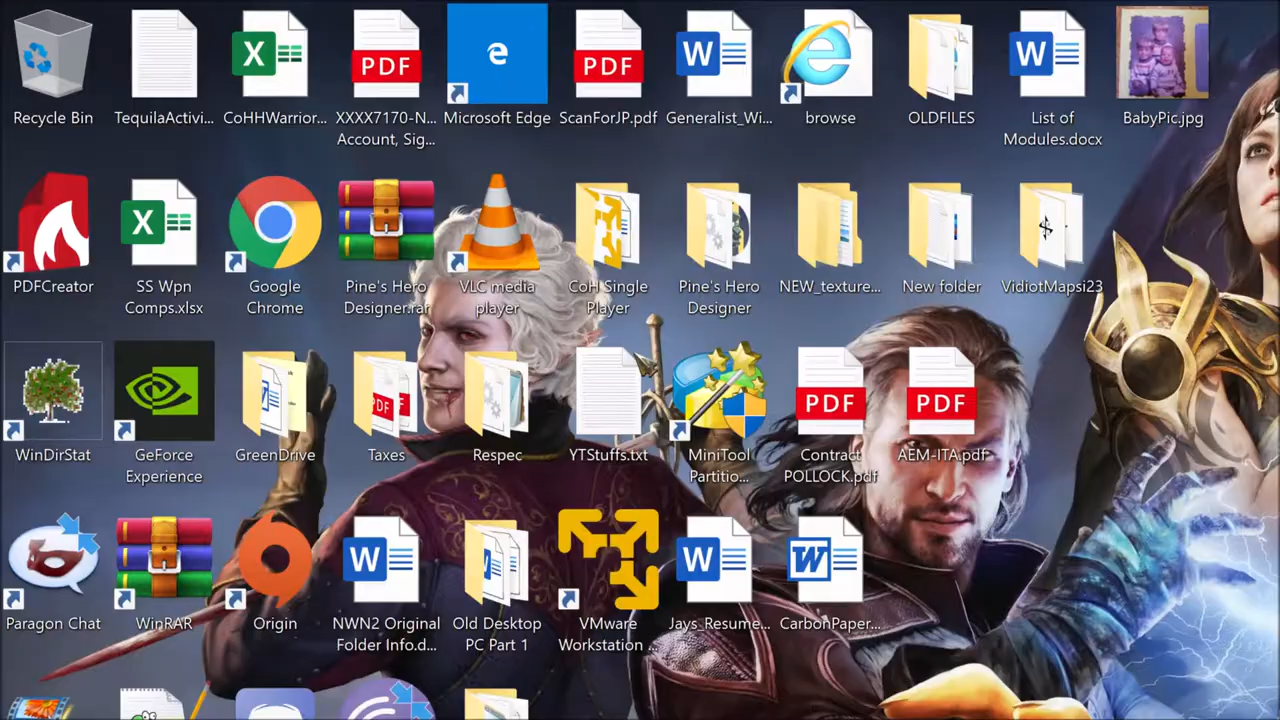 Recycle Bin
TequilaActivi...
CoHHWarrior...
PDF
XXXX7170-N...
Account, Sig...
Microsoft Edge
PDF
ScanForJP.pdf
Generalist_Wi...
browse
OLDFILES
List of
Modules.docx
BabyPic.jpg
PDFCreator
SS Wpn
Comps.xlsx
Google
Chrome
Pine's Hero
Designer.rar
VLC media
player
CoH Single
Player
Pine's Hero
Designer
NEW_texture...
New folder
VidiotMapsi23
WinDirStat
GeForce
Experience
GreenDrive
PDF
Taxes
Respec
YTStuffs.txt
MiniTool
Partitio...
PDF
Contract
POLLOCK.pdf
PDF
AEM-ITA.pdf
Paragon Chat
WinRAR
Origin
NWN2 Original
Folder Info.d...
Old Desktop
PC Part 1
VMware
Workstation ...
Jays_Resume...
CarbonPaper...